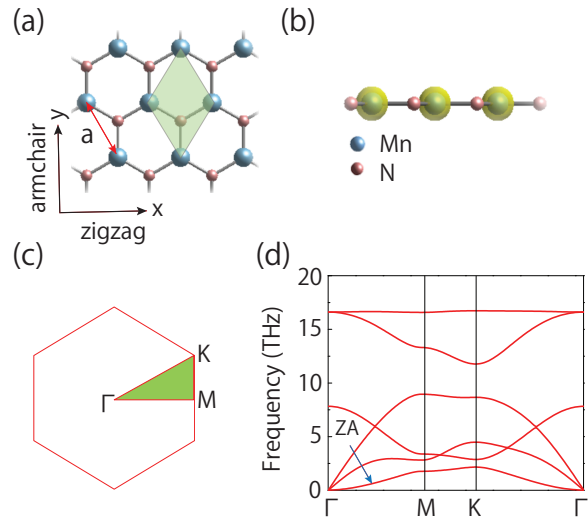 (a)
a
armchair
y
x
zigzag
(b)
Mn
N
(c)
Γ
K
M
(d)
Frequency (THz)
20
15
10
5
0
ZA
Γ
M
K
Γ